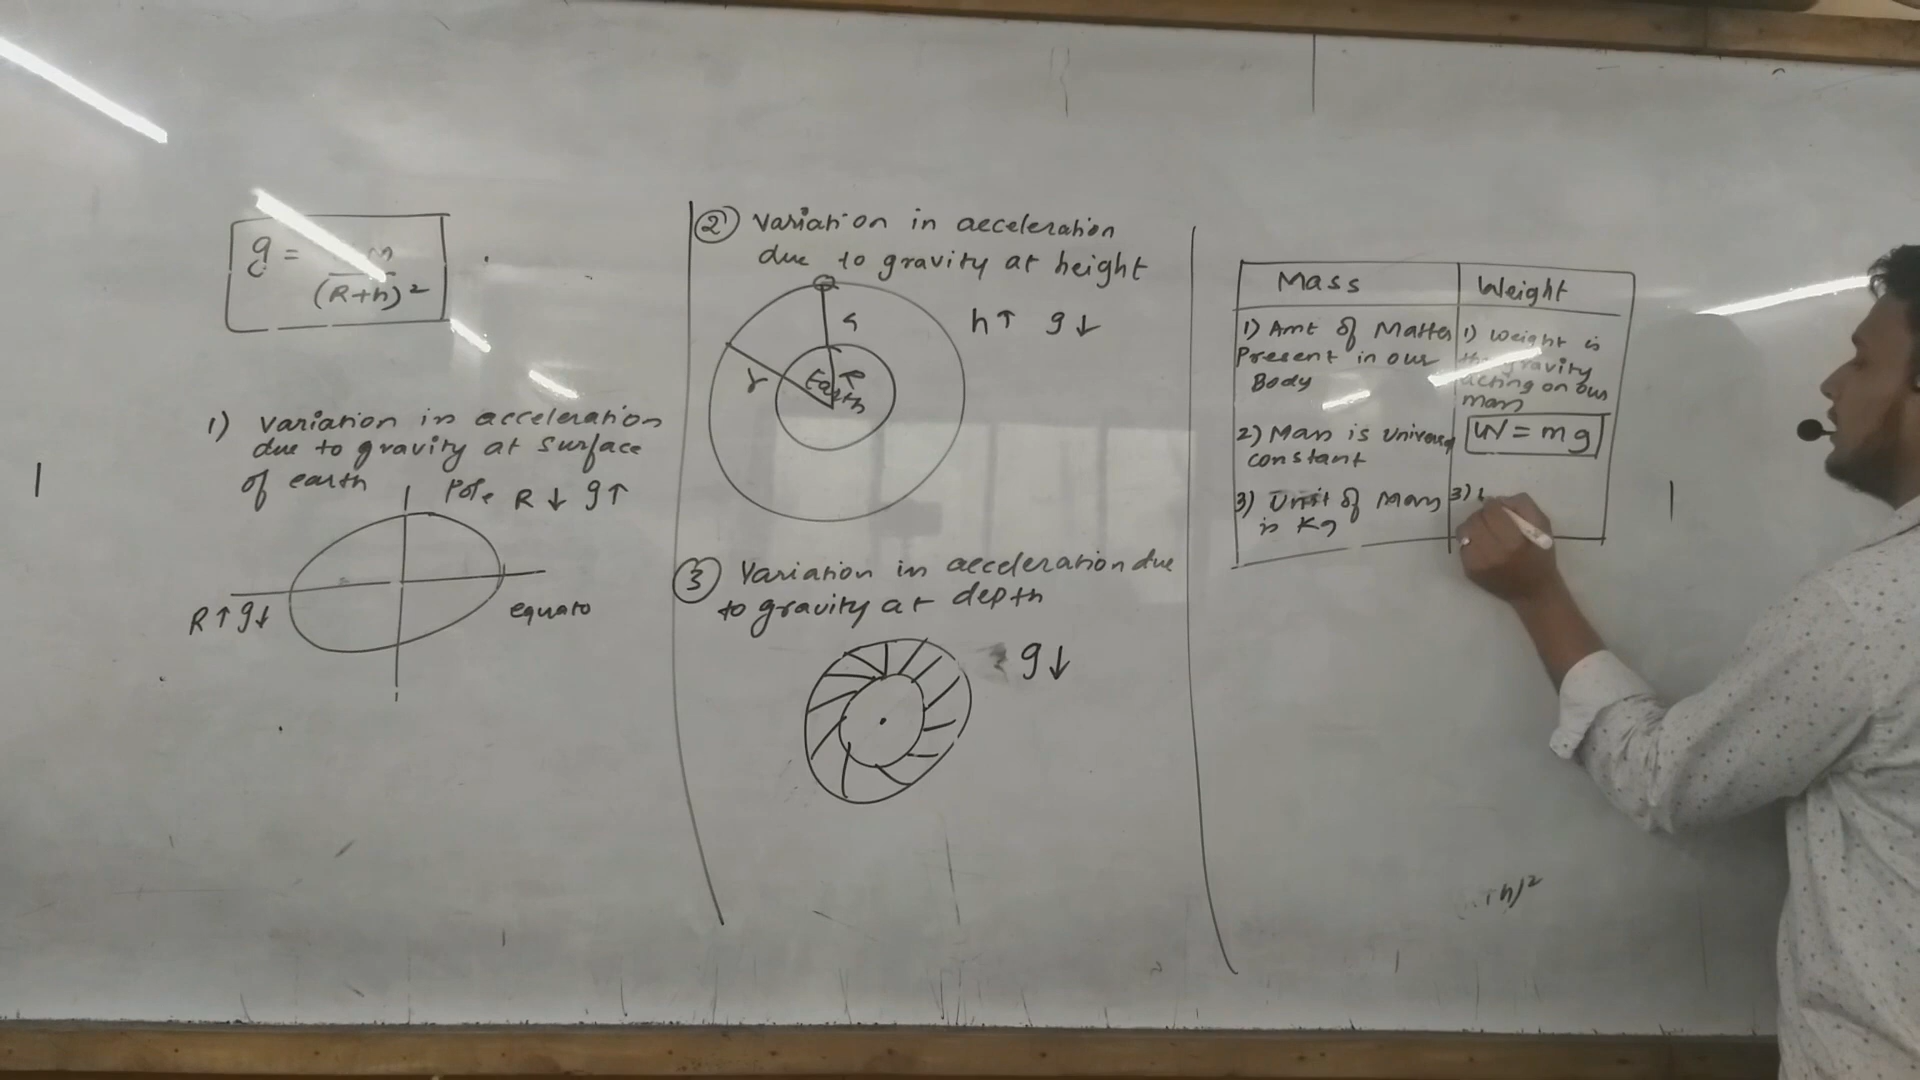 g = M
(R+h)²
1) variation in acceleration
due to gravity at surface
of earth
Pole R ↓ g ↑
R ↑ g ↓
equato
② variation in acceleration
due to gravity at height
h ↑ g ↓
h
r
R
Earth
③ Variation in acceleration due
to gravity at depth
g ↓
Mass
1) Amt of Matter
Present in our
Body
2) Mass is Universal
constant
3) Unit of Mass
is Kg
Weight
1) Weight is
the gravity
acting on our
mass
W = mg
3)
+h)²